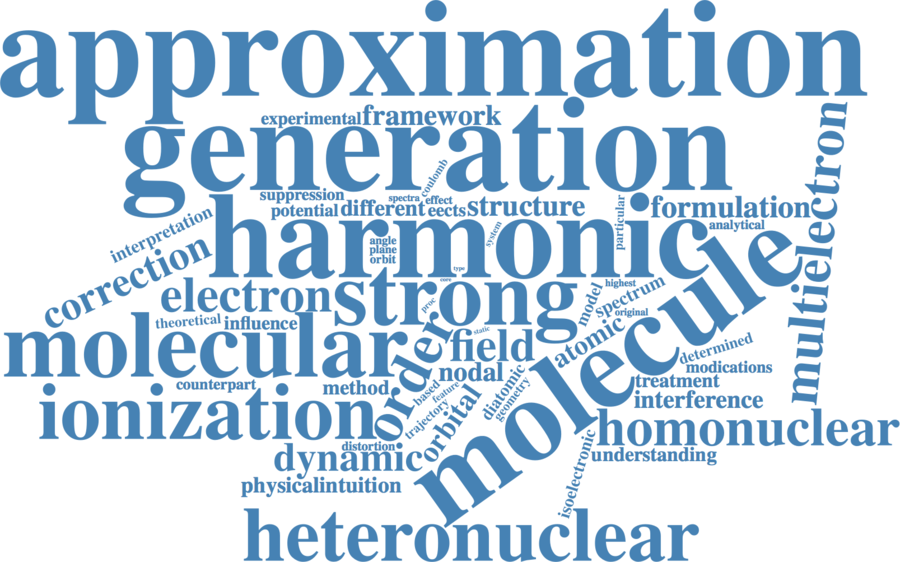 approximation
experimental framework
generation
multielectron
coulomb
suppression spectra effect
potential different eects structure
particular
formulation
analytical
interpretation
correction
harmonic
angle
plane
orbit
system
type
core
highest
electron strong
model
spectrum
original
molecule
theoretical influence
proc
static
molecular
order
field
atomic
determined
nodal
modications
counterpart
method
based
feature
diatomic
geometry
treatment
ionization
trajectory
orbital
interference
homonuclear
distortion
dynamic
isoelectronic
understanding
physical intuition
heteronuclear